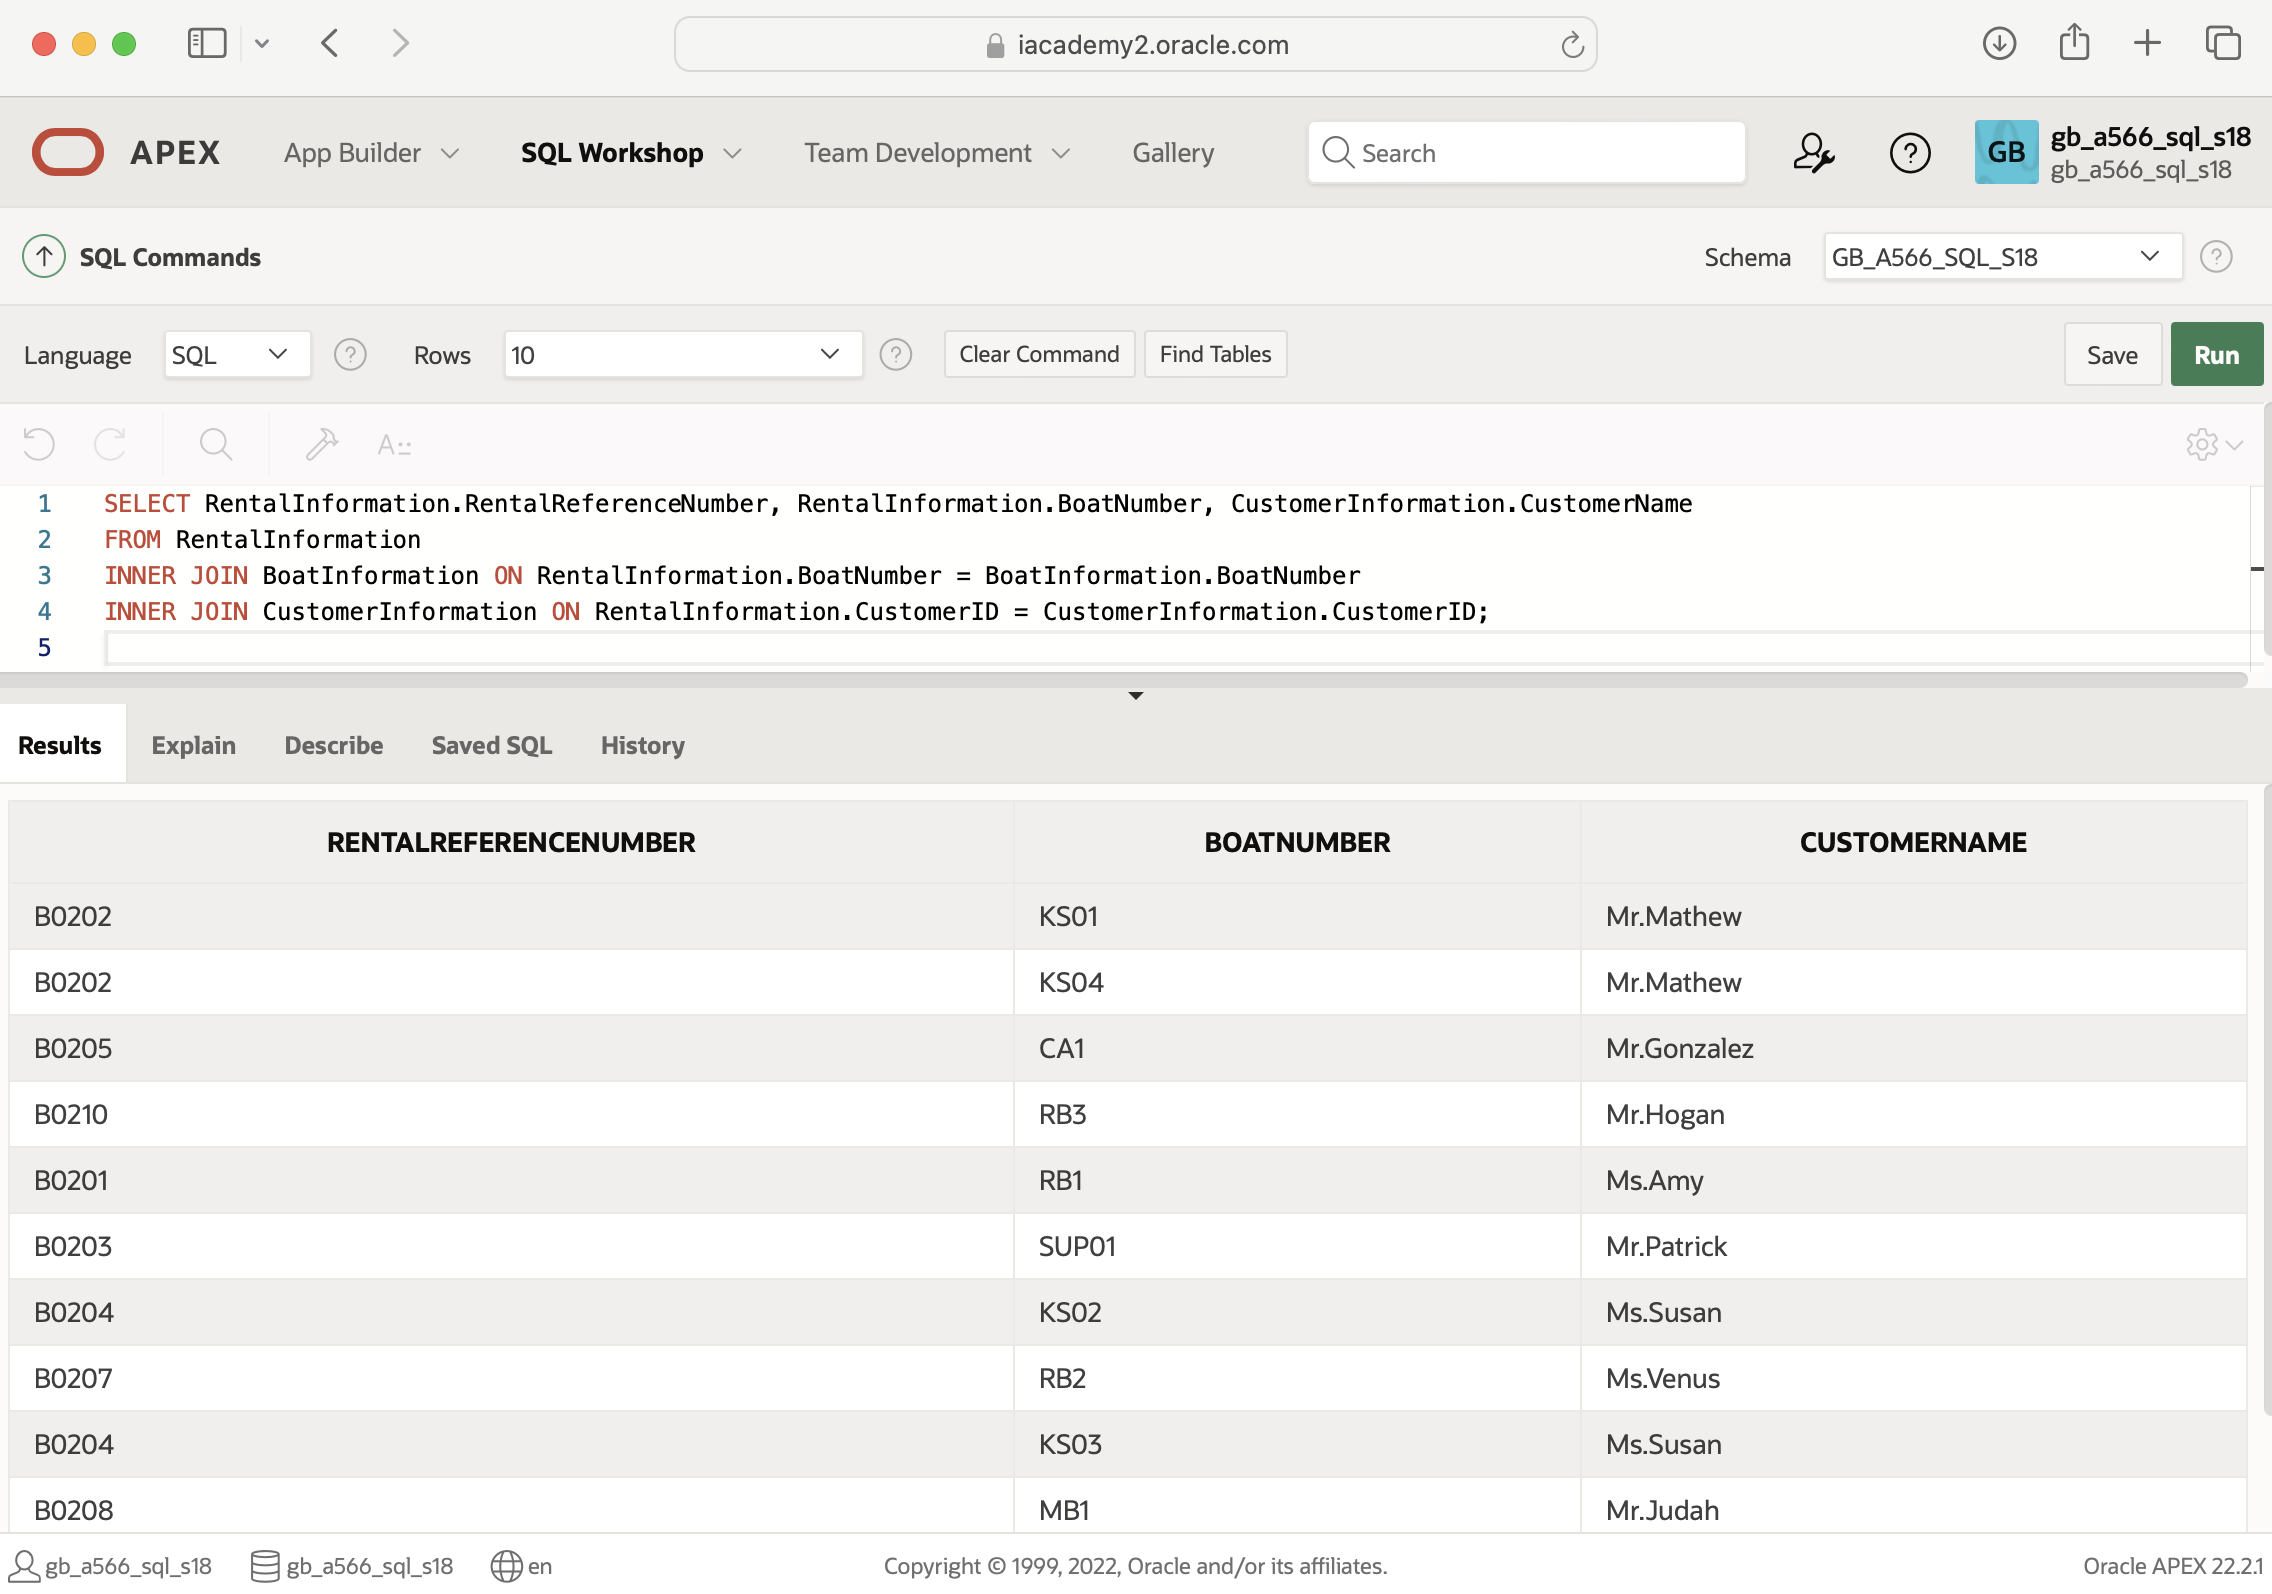 iacademy2.oracle.com
APEX App Builder SQL Workshop Team Development Gallery Search GB gb_a566_sql_s18
gb_a566_sql_s18
SQL Commands Schema GB_A566_SQL_S18
Language SQL Rows 10 Clear Command Find Tables Save Run
A
1 SELECT RentalInformation.RentalReferenceNumber, RentalInformation.BoatNumber, CustomerInformation.CustomerName
2 FROM RentalInformation
3 INNER JOIN BoatInformation ON RentalInformation.BoatNumber = BoatInformation.BoatNumber
4 INNER JOIN CustomerInformation ON RentalInformation.CustomerID = CustomerInformation.CustomerID;
5
Results Explain Describe Saved SQL History
RENTALREFERENCENUMBER BOATNUMBER CUSTOMERNAME
B0202 KS01 Mr.Mathew
B0202 KS04 Mr.Mathew
B0205 CA1 Mr.Gonzalez
B0210 RB3 Mr.Hogan
B0201 RB1 Ms.Amy
B0203 SUP01 Mr.Patrick
B0204 KS02 Ms.Susan
B0207 RB2 Ms.Venus
B0204 KS03 Ms.Susan
B0208 MB1 Mr.Judah
gb_a566_sql_s18 gb_a566_sql_s18 en Copyright © 1999, 2022, Oracle and/or its affiliates. Oracle APEX 22.2.1